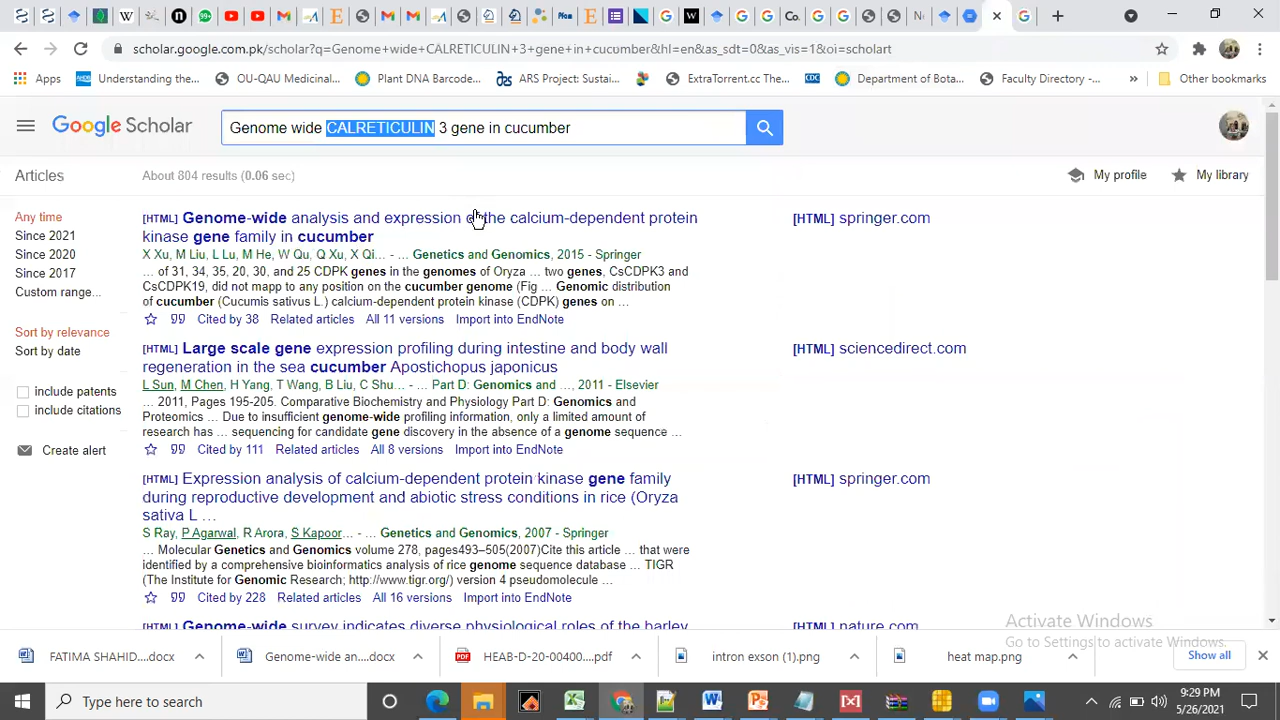 scholar.google.com.pk/scholar?q=Genome+wide+CALRETICULIN+3+gene+in+cucumber&hl=en&as_sdt=0&as_vis=1&oi=scholart
Apps
Understanding the...
OU-QAU Medicinal...
Plant DNA Barcode...
ARS Project: Sustai...
ExtraTorrent.cc The...
CDC
Department of Bota...
Faculty Directory -...
»
Other bookmarks
Google Scholar
Genome wide CALRETICULIN 3 gene in cucumber
Articles
About 804 results (0.06 sec)
My profile
My library
Any time
Since 2021
Since 2020
Since 2017
Custom range...
Sort by relevance
Sort by date
include patents
include citations
Create alert
[HTML] Genome-wide analysis and expression of the calcium-dependent protein
kinase gene family in cucumber
X Xu, M Liu, L Lu, M He, W Qu, Q Xu, X Qi... - ... Genetics and Genomics, 2015 - Springer
... of 31, 34, 35, 20, 30, and 25 CDPK genes in the genomes of Oryza ... two genes, CsCDPK3 and
CsCDPK19, did not mapp to any position on the cucumber genome (Fig ... Genomic distribution
of cucumber (Cucumis sativus L.) calcium-dependent protein kinase (CDPK) genes on ...
Cited by 38 Related articles All 11 versions Import into EndNote
[HTML] springer.com
[HTML] Large scale gene expression profiling during intestine and body wall
regeneration in the sea cucumber Apostichopus japonicus
L Sun, M Chen, H Yang, T Wang, B Liu, C Shu... - ... Part D: Genomics and ..., 2011 - Elsevier
... 2011, Pages 195-205. Comparative Biochemistry and Physiology Part D: Genomics and
Proteomics ... Due to insufficient genome-wide profiling information, only a limited amount of
research has ... sequencing for candidate gene discovery in the absence of a genome sequence ...
Cited by 111 Related articles All 8 versions Import into EndNote
[HTML] sciencedirect.com
[HTML] Expression analysis of calcium-dependent protein kinase gene family
during reproductive development and abiotic stress conditions in rice (Oryza
sativa L ...
S Ray, P Agarwal, R Arora, S Kapoor... - ... Genetics and Genomics, 2007 - Springer
... Molecular Genetics and Genomics volume 278, pages493–505(2007)Cite this article ... that were
identified by a comprehensive bioinformatics analysis of rice genome sequence database ... TIGR
(The Institute for Genomic Research; http://www.tigr.org/) version 4 pseudomolecule ...
Cited by 228 Related articles All 16 versions Import into EndNote
[HTML] springer.com
Genome-wide survey indicates diverse physiological roles of the barley
[HTML] nature.com
Activate Windows
Go to Settings to activate Windows.
FATIMA SHAHID....docx
Genome-wide an....docx
HEAR-D-20-00400....pdf
intron exson (1).png
heat map.png
Show all
Type here to search
9:29 PM
5/26/2021